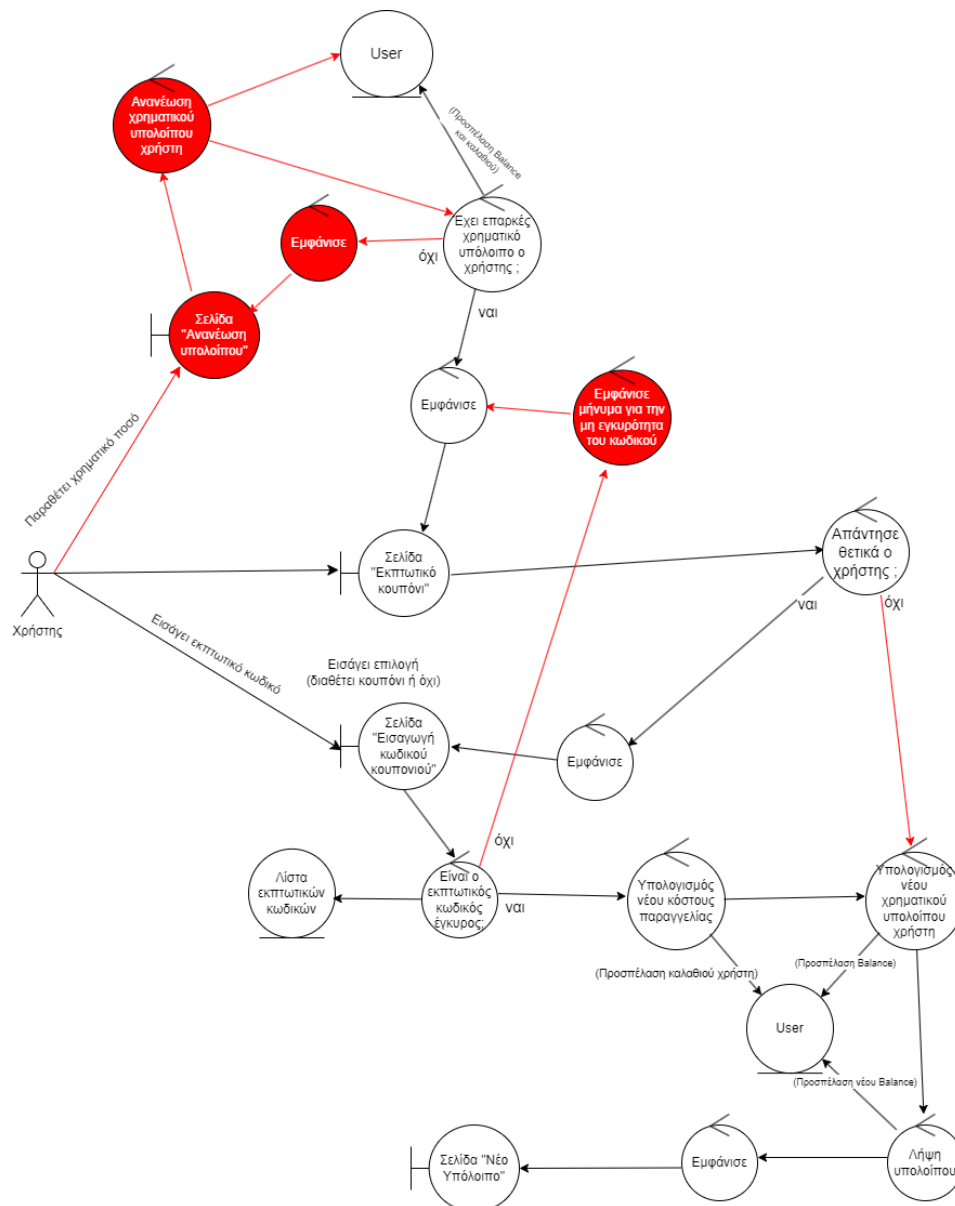 User
Ανανέωση
χρηματικού
υπολοίπου
χρήστη
(Προσπέλαση Balance
και καλαθιού)
Εχει επαρκές
χρηματικό
υπόλοιπο ο
χρήστης ;
Εμφάνισε
όχι
ναι
Σελίδα
"Ανανέωση
υπολοίπου"
Εμφάνισε
Εμφάνισε
μήνυμα για την
μη εγκυρότητα
του κωδικού
Παραθέτει χρηματικό ποσό
Απάντησε
θετικά ο
χρήστης ;
Σελίδα
"Εκπτωτικό
κουπόνι"
ναι
όχι
Χρήστης
Εισάγει εκπτωτικό κωδικό
Εισάγει επιλογή
(διαθέτει κουπόνι ή όχι)
Σελίδα
"Εισαγωγή
κωδικού
κουπονιού"
Εμφάνισε
όχι
Λίστα
εκπτωτικών
κωδικών
Είναι ο
εκπτωτικός
κωδικός
έγκυρος;
ναι
Υπολογισμός
νέου κόστους
παραγγελίας
Υπολογισμός
νέου
χρηματικού
υπολοίπου
χρήστη
(Προσπέλαση καλαθιού χρήστη)
(Προσπέλαση Balance)
User
(Προσπέλαση νέου Balance)
Σελίδα "Νέο
Υπόλοιπο"
Εμφάνισε
Λήψη
υπολοίπου